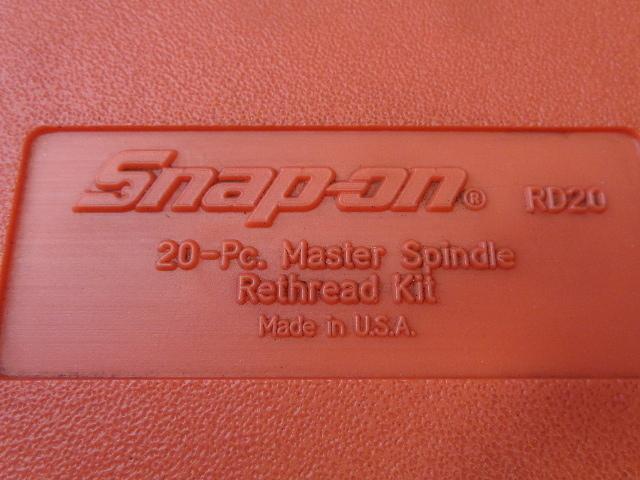 Snap-on® RD20
20-Pc. Master Spindle
Rethread Kit
Made in U.S.A.